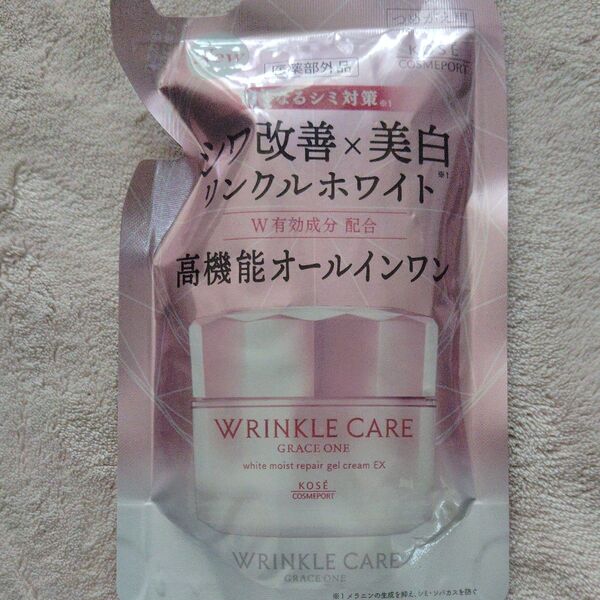 New
つめかえ用
KOSÉ
COSMEPORT
医薬部外品
なるシミ対策※1
シワ改善×美白※1
リンクルホワイト
W有効成分 配合
高機能オールインワン
WRINKLE CARE
GRACE ONE
white moist repair gel cream EX
KOSÉ
COSMEPORT
WRINKLE CARE
GRACE ONE
※1 メラニンの生成を抑え、シミ・ソバカスを防ぐ